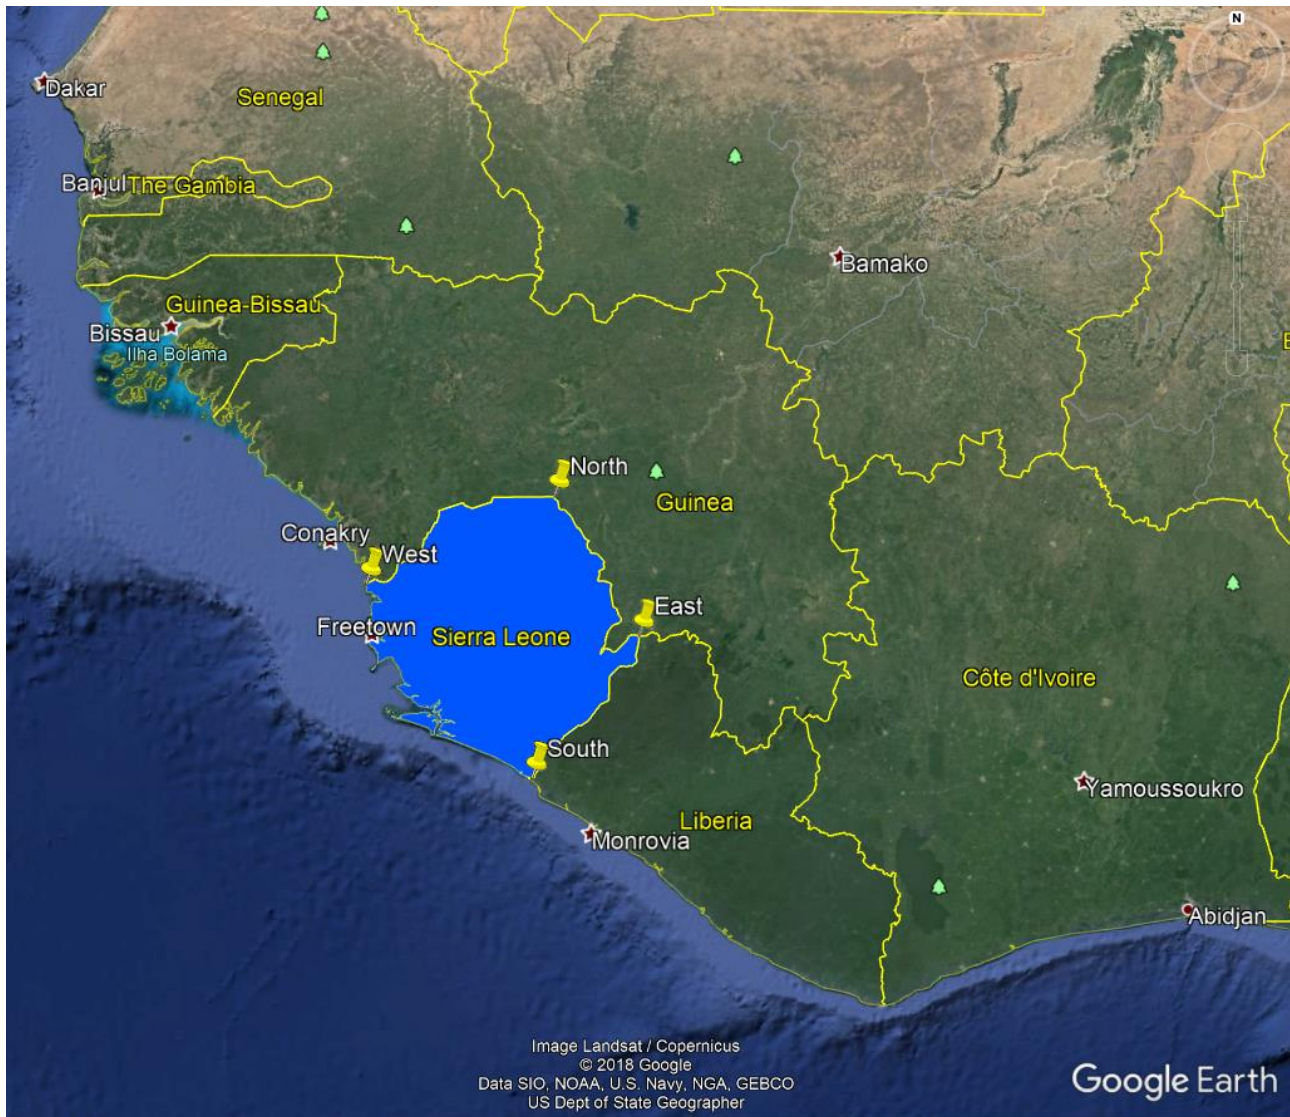 N
Dakar
Senegal
Banjul
The Gambia
Bamako
Guinea-Bissau
Bissau
Ilha Bolama
North
Guinea
Conakry
West
East
Freetown
Sierra Leone
Côte d'Ivoire
South
Yamoussoukro
Liberia
Monrovia
Abidjan
Image Landsat / Copernicus
© 2018 Google
Data SIO, NOAA, U.S. Navy, NGA, GEBCO
US Dept of State Geographer
Google Earth